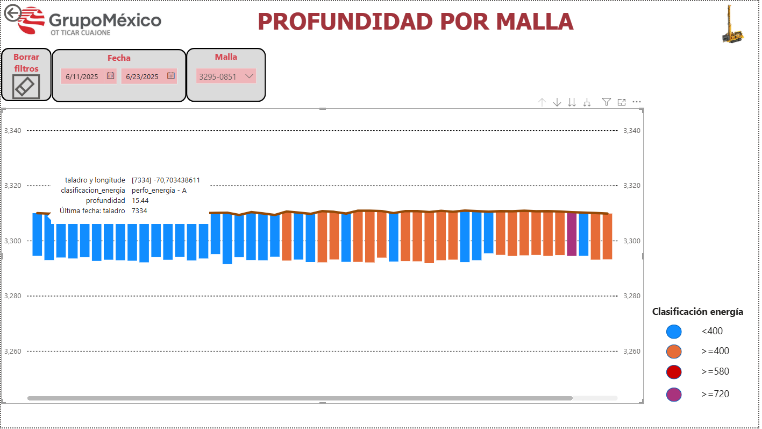 GrupoMéxico
OT TICAR CUAJONE
PROFUNDIDAD POR MALLA
Borrar
filtros
Fecha
6/11/2025
6/23/2025
Malla
3295-0851
3,340
3,340
3,320
3,320
taladro y longitude [7334] -70,703438611
clasificacion_energia perfo_energia - A
profundidad 15.44
Última fecha: taladro 7334
3,300
3,300
3,280
3,280
3,260
3,260
Clasificación energía
<400
>=400
>=580
>=720